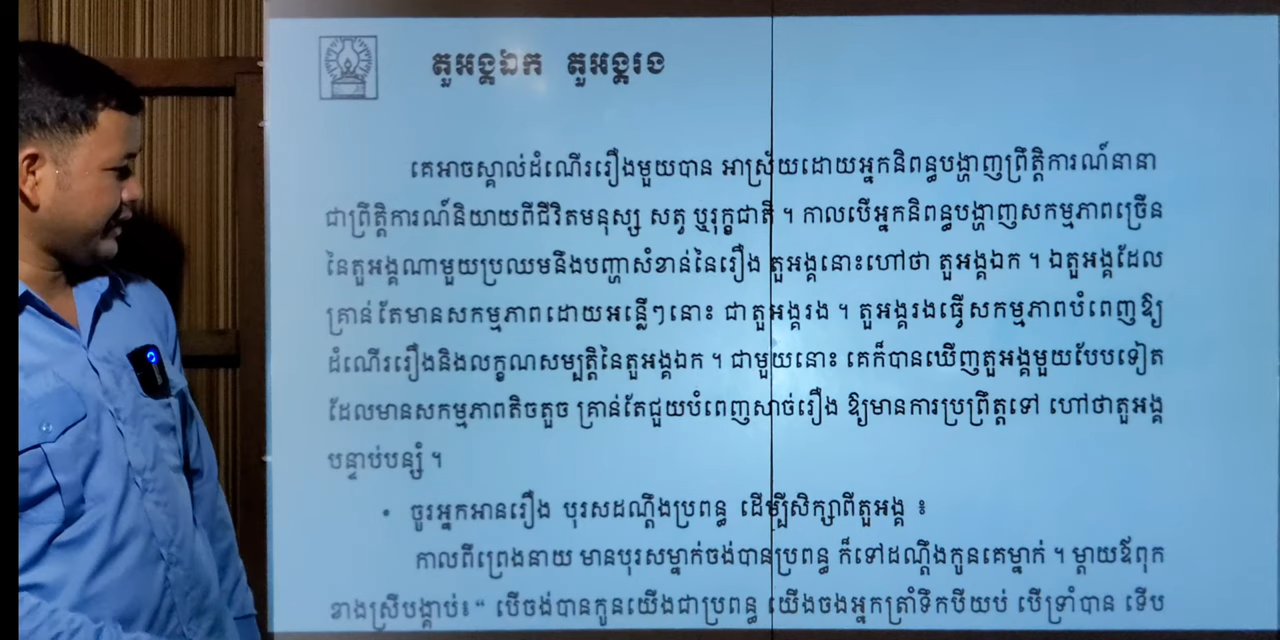 តួអង្គឯក តួអង្គរង
គេអាចស្គាល់ដំណើររឿងមួយបាន អាស្រ័យដោយអ្នកនិពន្ធបង្ហាញព្រឹត្តិការណ៍នានា
ជាព្រឹត្តិការណ៍និយាយពីជីវិតមនុស្ស សត្វ ឬរុក្ខជាតិ ។ កាលបើអ្នកនិពន្ធបង្ហាញសកម្មភាពច្រើន
នៃតួអង្គណាមួយប្រឈមនឹងបញ្ហាសំខាន់នៃរឿង តួអង្គនោះហៅថា តួអង្គឯក ។ ឯតួអង្គដែល
គ្រាន់តែមានសកម្មភាពដោយអន្លើៗនោះ ជាតួអង្គរង ។ តួអង្គរងធ្វើសកម្មភាពបំពេញឱ្យ
ដំណើររឿងនិងលក្ខណសម្បត្តិនៃតួអង្គឯក ។ ជាមួយនោះ គេក៏បានឃើញតួអង្គមួយបែបទៀត
ដែលមានសកម្មភាពតិចតួច គ្រាន់តែជួយបំពេញសាច់រឿង ឱ្យមានការប្រព្រឹត្តទៅ ហៅថាតួអង្គ
បន្ទាប់បន្សំ ។
• ចូរអ្នកអានរឿង បុរសដណ្ដឹងប្រពន្ធ ដើម្បីសិក្សាពីតួអង្គ ៖
កាលពីព្រេងនាយ មានបុរសម្នាក់ចង់បានប្រពន្ធ ក៏ទៅដណ្ដឹងកូនគេម្នាក់ ។ ម្ដាយឪពុក
ខាងស្រីបង្គាប់៖“ បើចង់បានកូនយើងជាប្រពន្ធ យើងចងអ្នកត្រាំទឹកបីយប់ បើទ្រាំបាន ទើប